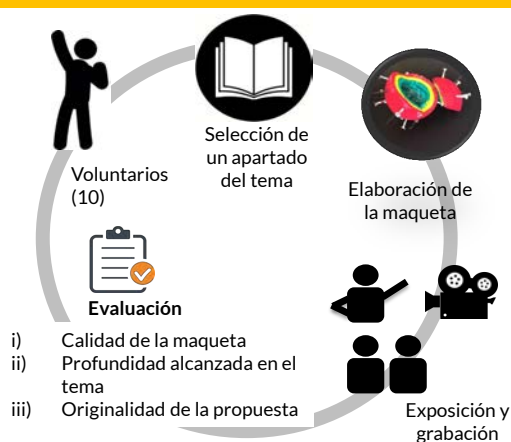 Voluntarios
(10)
Selección de
un apartado
del tema
Elaboración de
la maqueta
Exposición y
grabación
Evaluación
i) Calidad de la maqueta
ii) Profundidad alcanzada en el
tema
iii) Originalidad de la propuesta